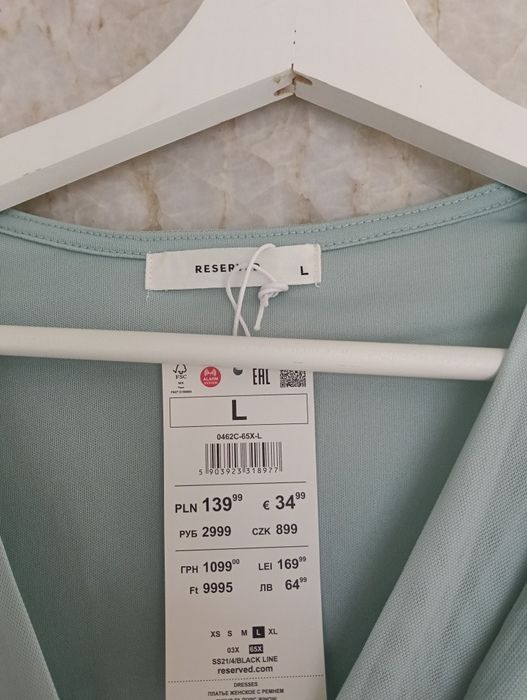 RESERVED L
FSC
MIX
ALARM
SYSTEM
EAC
L
0462C-65X-L
5 903923 318977
PLN 139⁹⁹ € 34⁹⁹
РУБ 2999 CZK 899
ГРН 1099⁰⁰ LEI 169⁹⁹
Ft 9995 ЛВ 64⁹⁹
XS S M L XL
03X 65X
SS21/4/BLACK LINE
reserved.com
DRESSES
ПЛАТЬЕ ЖЕНСКОЕ С РЕМНЕМ